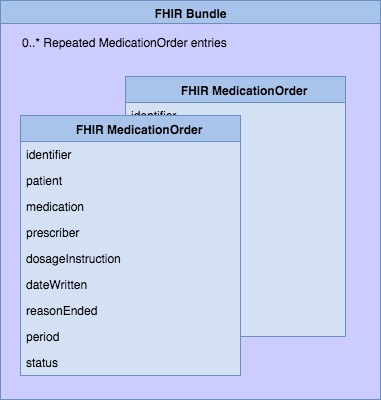 FHIR Bundle
0..* Repeated MedicationOrder entries
FHIR MedicationOrder
identifier
FHIR MedicationOrder
identifier
patient
medication
prescriber
dosageInstruction
dateWritten
reasonEnded
period
status